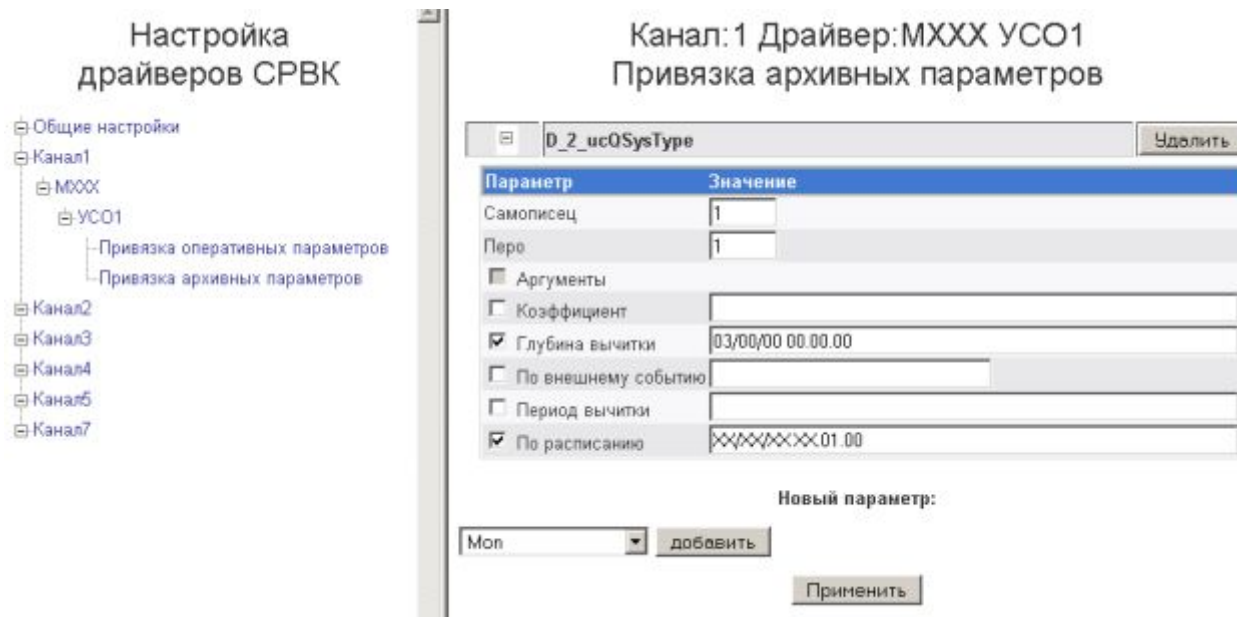 Настройка
драйверов СРВК
Общие настройки
Канал1
МХХХ
УСО1
Привязка оперативных параметров
Привязка архивных параметров
Канал2
Канал3
Канал4
Канал5
Канал7
Канал:1 Драйвер:МХХХ УСО1
Привязка архивных параметров
D_2_ucOSysType Удалить
Параметр Значение
Самописец 1
Перо 1
Аргументы
Коэффициент
Глубина вычитки 03/00/00 00.00.00
По внешнему событию
Период вычитки
По расписанию XX/XX/XX XX.01.00
Новый параметр:
Mon добавить
Применить